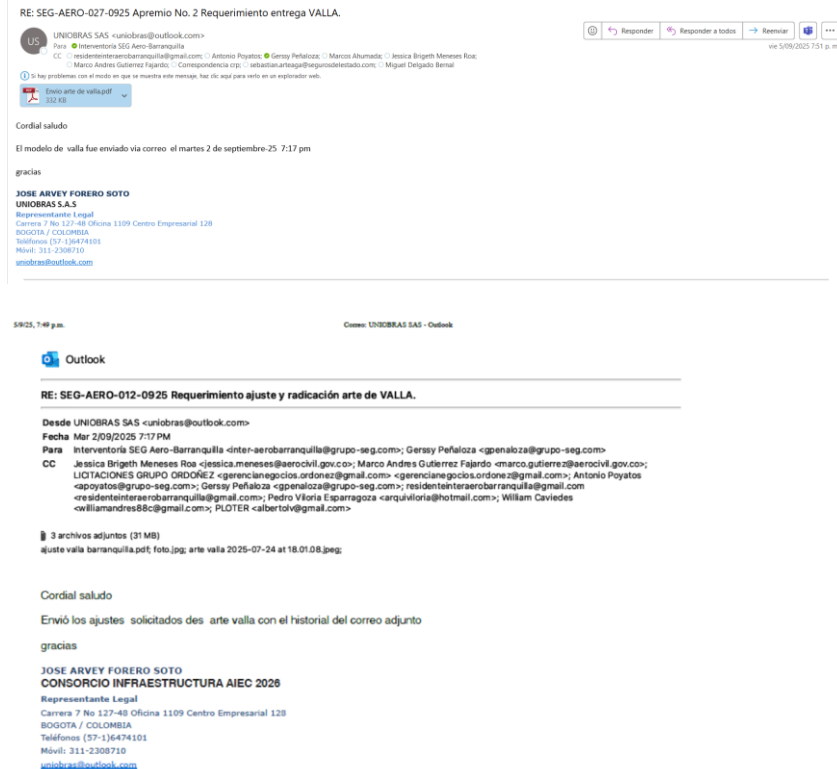 RE: SEG-AERO-027-0925 Apremio No. 2 Requerimiento entrega VALLA.
US
UNIOBRAS SAS <uniobras@outlook.com>
Para Interventoría SEG Aero-Barranquilla
CC residenteinteraerobarranquilla@gmail.com; Antonio Poyatos; Gerssy Peñaloza; Marcos Ahumada; Jessica Brigeth Meneses Roa;
Marco Andres Gutierrez Fajardo; Correspondencia crp; sebastian.arteaga@segurosdelestado.com; Miguel Delgado Bernal
Responder
Responder a todos
Reenviar
vie 5/09/2025 7:51 p. m
Si hay problemas con el modo en que se muestra este mensaje, haz clic aquí para verlo en un explorador web.
Envio arte de valla.pdf
332 KB
Cordial saludo
El modelo de valla fue enviado via correo el martes 2 de septiembre-25 7:17 pm
gracias
JOSE ARVEY FORERO SOTO
UNIOBRAS S.A.S
Representante Legal
Carrera 7 No 127-48 Oficina 1109 Centro Empresarial 128
BOGOTA / COLOMBIA
Teléfonos (57-1)6474101
Móvil: 311-2308710
uniobras@outlook.com
5/9/25, 7:49 p.m.
Correo: UNIOBRAS SAS - Outlook
Outlook
RE: SEG-AERO-012-0925 Requerimiento ajuste y radicación arte de VALLA.
Desde UNIOBRAS SAS <uniobras@outlook.com>
Fecha Mar 2/09/2025 7:17 PM
Para Interventoría SEG Aero-Barranquilla <inter-aerobarranquilla@grupo-seg.com>; Gerssy Peñaloza <gpenaloza@grupo-seg.com>
CC Jessica Brigeth Meneses Roa <jessica.meneses@aerocivil.gov.co>; Marco Andres Gutierrez Fajardo <marco.gutierrez@aerocivil.gov.co>;
LICITACIONES GRUPO ORDOÑEZ <gerencianegocios.ordonez@gmail.com> <gerencianegocios.ordonez@gmail.com>; Antonio Poyatos
<apoyatos@grupo-seg.com>; Gerssy Peñaloza <gpenaloza@grupo-seg.com>; residenteinteraerobarranquilla@gmail.com
<residenteinteraerobarranquilla@gmail.com>; Pedro Viloria Esparragoza <arquiviloria@hotmail.com>; William Caviedes
<williamandres88c@gmail.com>; PLOTER <albertolv@gmail.com>
3 archivos adjuntos (31 MB)
ajuste valla barranquilla.pdf; foto.jpg; arte valla 2025-07-24 at 18.01.08.jpeg;
Cordial saludo
Envió los ajustes solicitados des arte valla con el historial del correo adjunto
gracias
JOSE ARVEY FORERO SOTO
CONSORCIO INFRAESTRUCTURA AIEC 2026
Representante Legal
Carrera 7 No 127-48 Oficina 1109 Centro Empresarial 128
BOGOTA / COLOMBIA
Teléfonos (57-1)6474101
Móvil: 311-2308710
uniobras@outlook.com